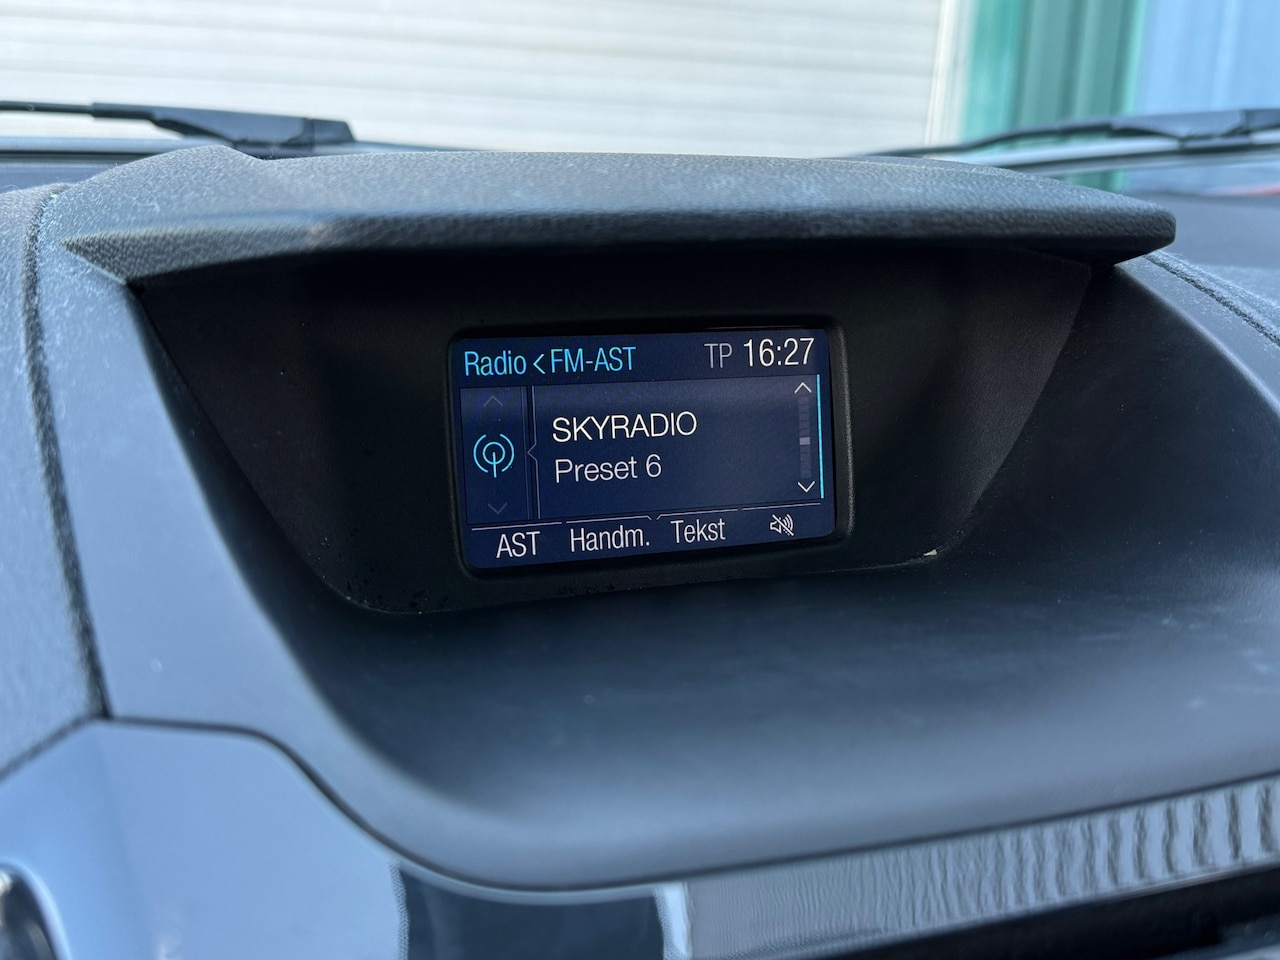 Radio < FM-AST TP 16:27
SKYRADIO
Preset 6
AST Handm. Tekst